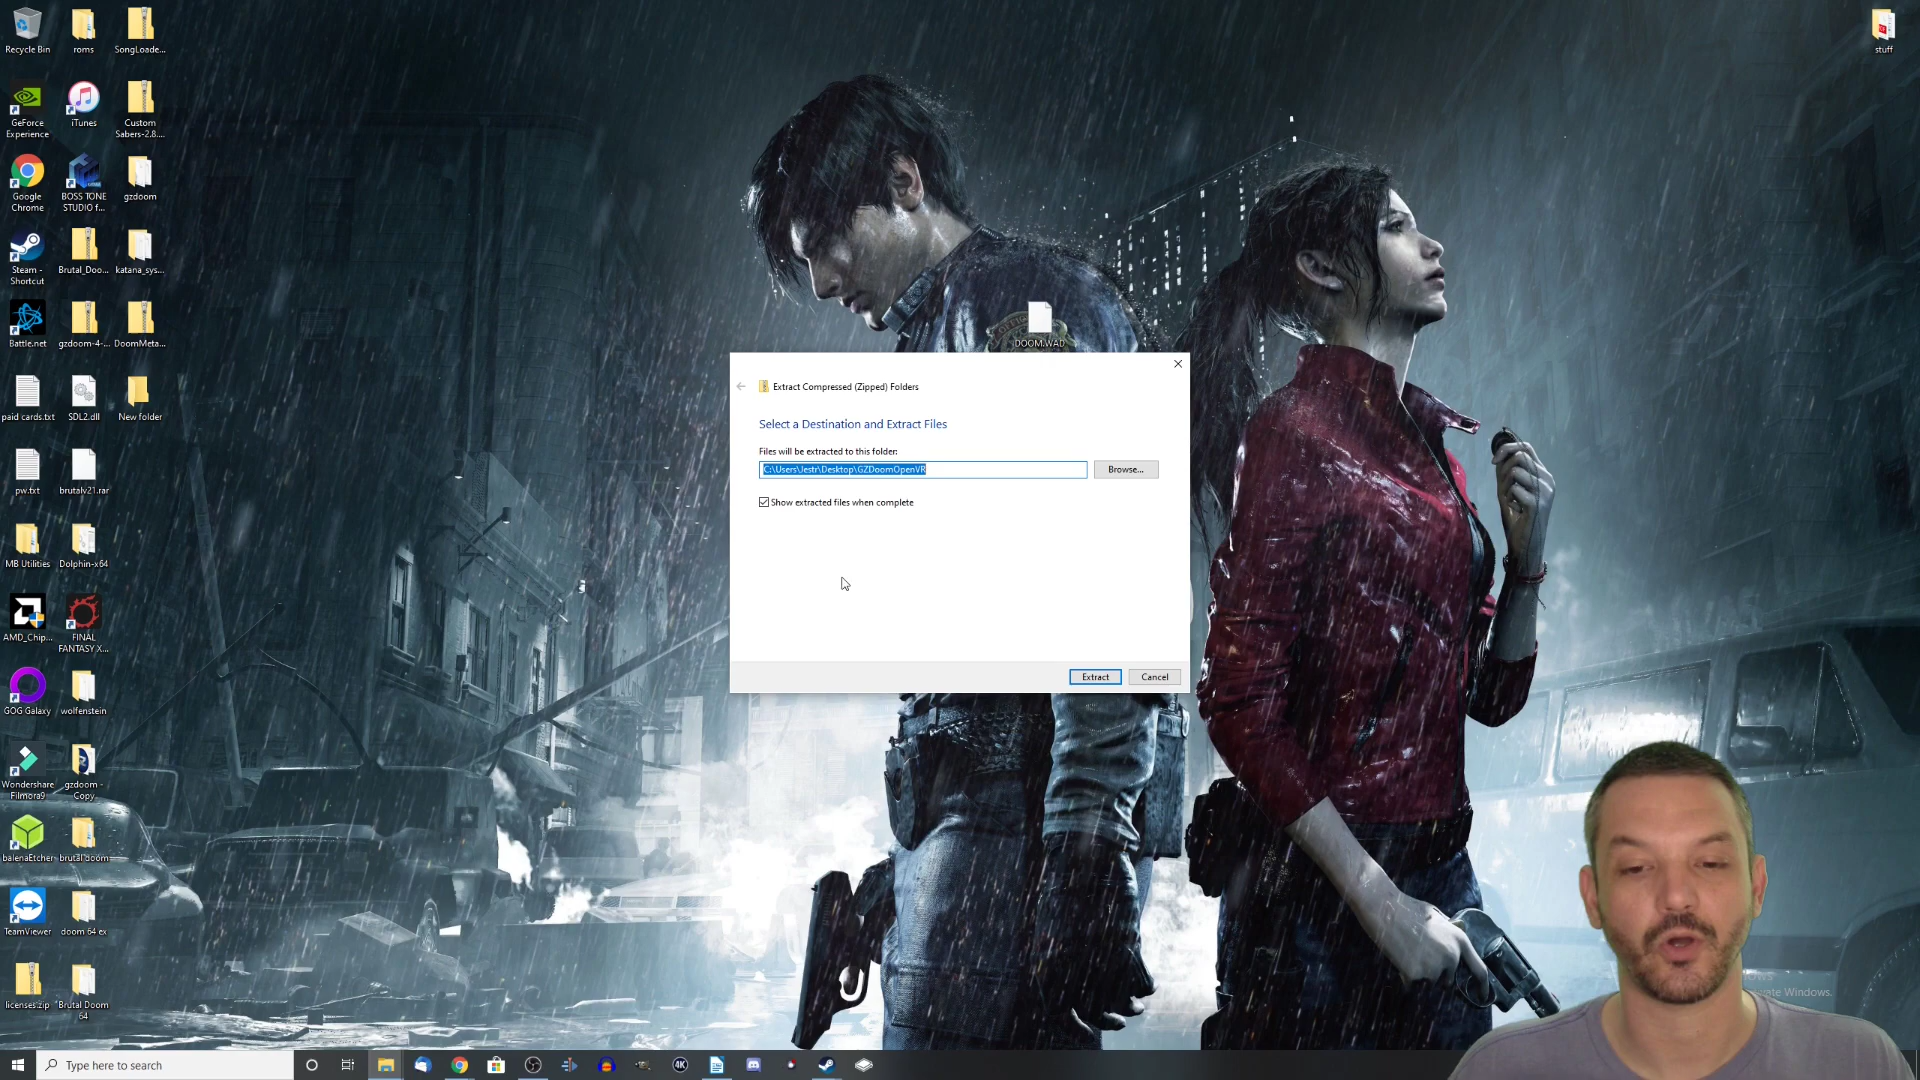 Recycle Bin
roms
SongLoade...
stuff
GeForce
Experience
iTunes
Custom
Sabers-2.8....
Google
Chrome
BOSS TONE
STUDIO f...
gzdoom
Steam -
Shortcut
Brutal_Doo...
katana_sys...
Battle.net
gzdoom-4-...
DoomMeta...
DOOM.WAD
paid cards.txt
SDL2.dll
New folder
pw.txt
brutalv21.rar
MB Utilities
Dolphin-x64
AMD_Chip...
FINAL
FANTASY X...
GOG Galaxy
wolfenstein
Wondershare
Filmora9
gzdoom -
Copy
balenaEtcher
brutal doom
TeamViewer
doom 64 ex
licenses.zip
Brutal Doom
64
Extract Compressed (Zipped) Folders
Select a Destination and Extract Files
Files will be extracted to this folder:
C:\Users\Jestr\Desktop\GZDoomOpenVR
Browse...
Show extracted files when complete
Extract
Cancel
Windows.
Type here to search
4K